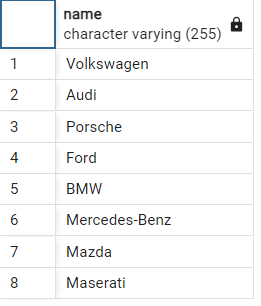 name
character varying (255)
1 Volkswagen
2 Audi
3 Porsche
4 Ford
5 BMW
6 Mercedes-Benz
7 Mazda
8 Maserati